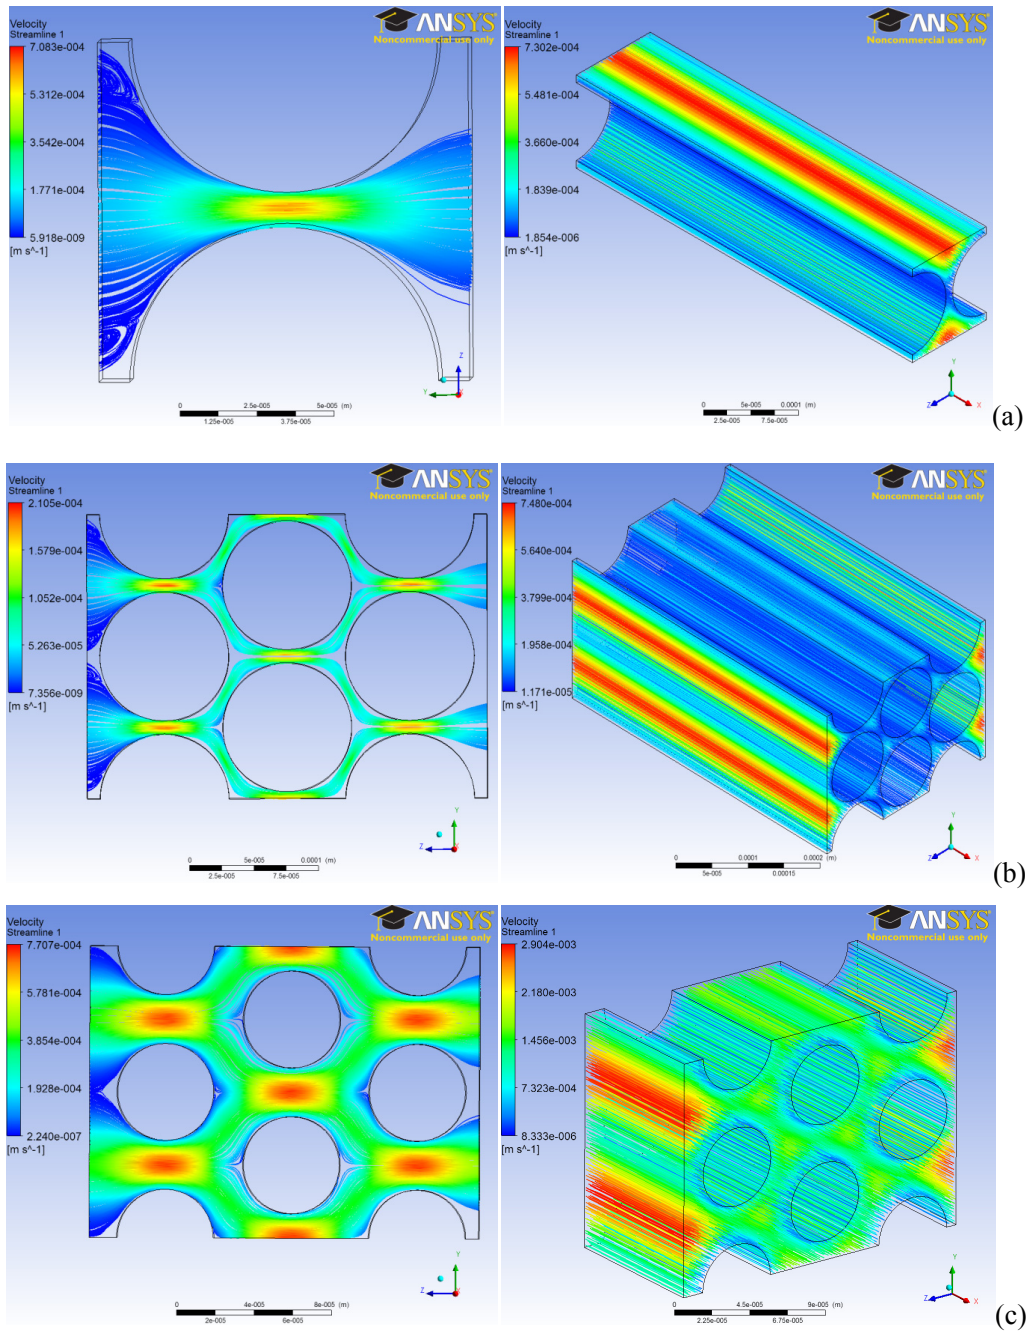 Velocity
Streamline 1
7.083e-004
5.312e-004
3.542e-004
1.771e-004
5.918e-009
[m s^-1]
ANSYS
Noncommercial use only
Z
Y
X
0 2.5e-005 5e-005 (m)
1.25e-005 3.75e-005
Velocity
Streamline 1
7.302e-004
5.481e-004
3.660e-004
1.839e-004
1.854e-006
[m s^-1]
ANSYS
Noncommercial use only
Y
Z X
0 5e-005 0.0001 (m)
2.5e-005 7.5e-005
(a)
Velocity
Streamline 1
2.105e-004
1.579e-004
1.052e-004
5.263e-005
7.356e-009
[m s^-1]
ANSYS
Noncommercial use only
Y
Z X
0 5e-005 0.0001 (m)
2.5e-005 7.5e-005
Velocity
Streamline 1
7.480e-004
5.640e-004
3.799e-004
1.958e-004
1.171e-005
[m s^-1]
ANSYS
Noncommercial use only
Y
Z X
0 0.0001 0.0002 (m)
5e-005 0.00015
(b)
Velocity
Streamline 1
7.707e-004
5.781e-004
3.854e-004
1.928e-004
2.240e-007
[m s^-1]
ANSYS
Noncommercial use only
Y
Z X
0 4e-005 8e-005 (m)
2e-005 6e-005
Velocity
Streamline 1
2.904e-003
2.180e-003
1.456e-003
7.323e-004
8.333e-006
[m s^-1]
ANSYS
Noncommercial use only
Y
Z X
0 4.5e-005 9e-005 (m)
2.25e-005 6.75e-005
(c)